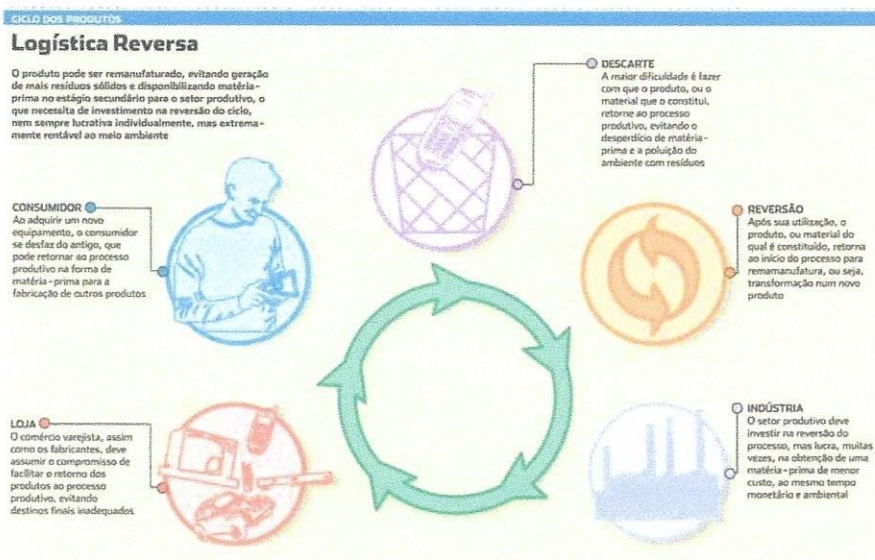 CICLO DOS PRODUTOS
Logística Reversa
O produto pode ser remanufaturado, evitando geração
de mais resíduos sólidos e disponibilizando matéria-
prima no estágio secundário para o setor produtivo, o
que necessita de investimento na reversão do ciclo,
nem sempre lucrativa individualmente, mas extrema-
mente rentável ao meio ambiente
DESCARTE
A maior dificuldade é fazer
com que o produto, ou o
material que o constitui,
retorne ao processo
produtivo, evitando o
desperdício de matéria-
prima e a poluição do
ambiente com resíduos
CONSUMIDOR
Ao adquirir um novo
equipamento, o consumidor
se desfaz do antigo, que
pode retornar ao processo
produtivo na forma de
matéria-prima para a
fabricação de outros produtos
REVERSÃO
Após sua utilização, o
produto, ou material do
qual é constituído, retorna
ao início do processo para
remamanufatura, ou seja,
transformação num novo
produto
LOJA
O comércio varejista, assim
como os fabricantes, deve
assumir o compromisso de
facilitar o retorno dos
produtos ao processo
produtivo, evitando
destinos finais inadequados
INDÚSTRIA
O setor produtivo deve
investir na reversão do
processo, mas lucra, muitas
vezes, na obtenção de uma
matéria-prima de menor
custo, ao mesmo tempo
monetário e ambiental